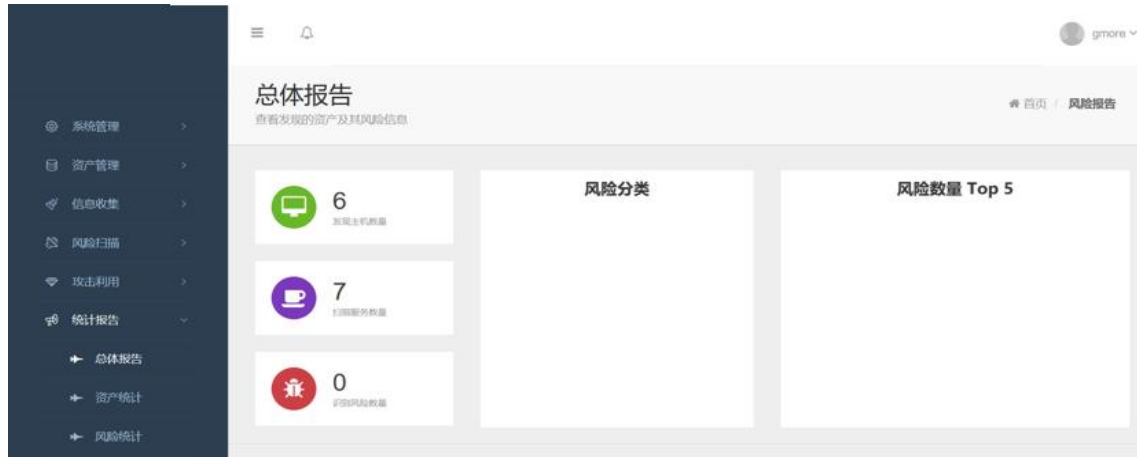 gmore
总体报告
查看发现的资产及其风险信息
首页 / 风险报告
系统管理
资产管理
信息收集
风险扫描
攻击利用
统计报告
总体报告
资产统计
风险统计
6
发现主机数量
7
扫描服务数量
0
识别风险数量
风险分类
风险数量 Top 5